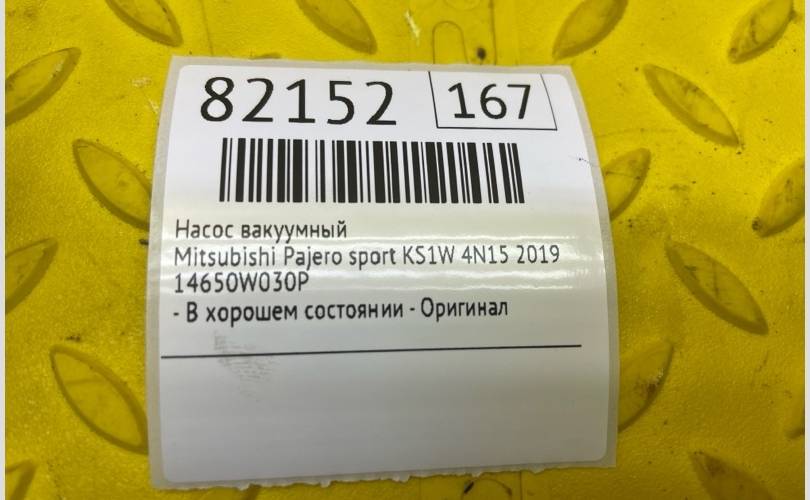 82152 167
Насос вакуумный
Mitsubishi Pajero sport KS1W 4N15 2019
14650W030P
- В хорошем состоянии - Оригинал